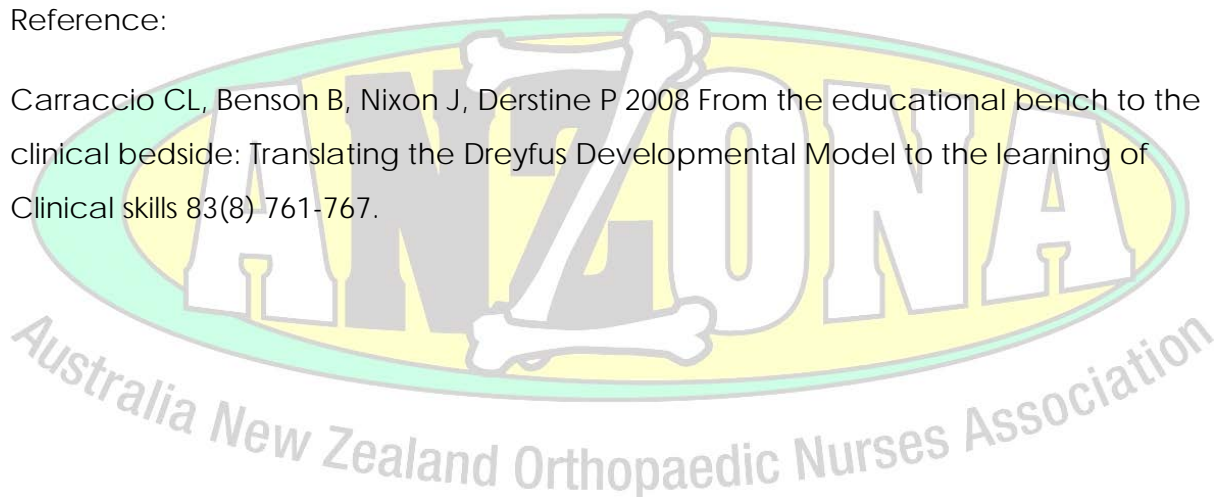 Reference:
Carraccio CL, Benson B, Nixon J, Derstine P 2008 From the educational bench to the
clinical bedside: Translating the Dreyfus Developmental Model to the learning of
Clinical skills 83(8) 761-767.
ANZONA
Australia New Zealand Orthopaedic Nurses Association